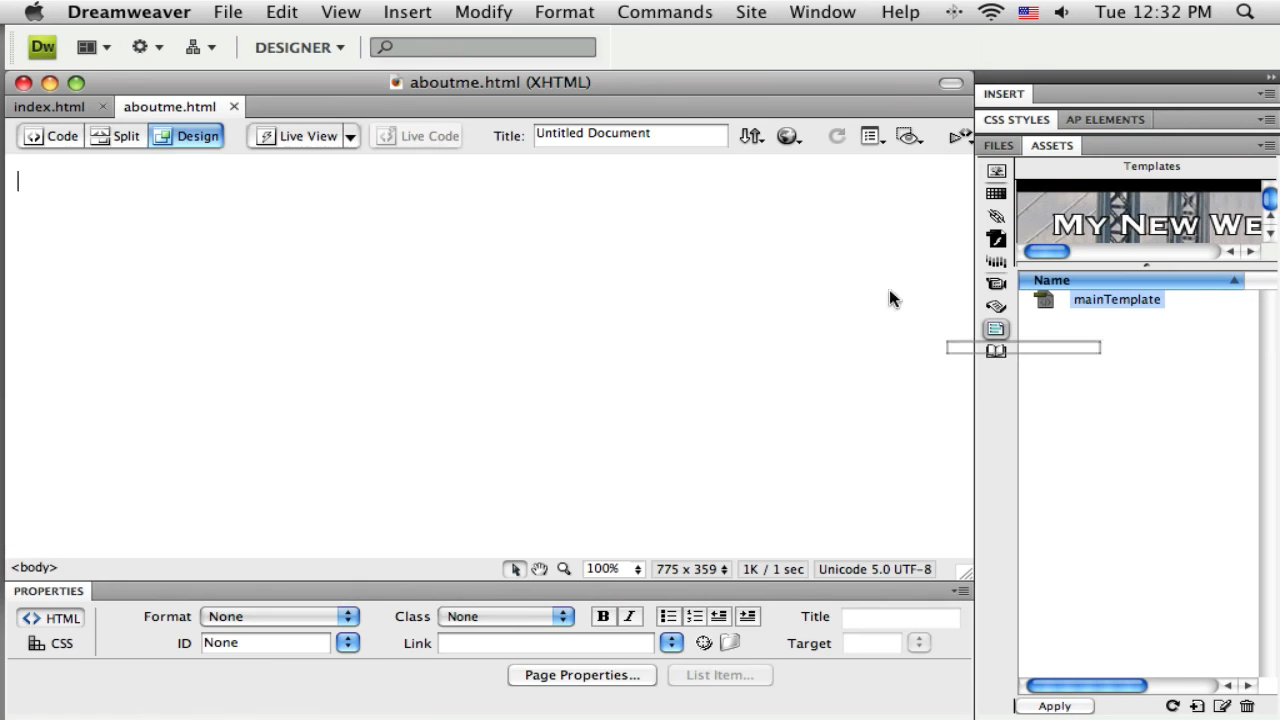 Dreamweaver File Edit View Insert Modify Format Commands Site Window Help Tue 12:32 PM
Dw DESIGNER
aboutme.html (XHTML)
INSERT
index.html aboutme.html
CSS STYLES AP ELEMENTS
Code Split Design Live View Live Code Title: Untitled Document
FILES ASSETS
Templates
My New We
Name
mainTemplate
<body> 100% 775 x 359 1K / 1 sec Unicode 5.0 UTF-8
PROPERTIES
HTML Format None Class None B I Title
CSS ID None Link Target
Page Properties... List Item...
Apply